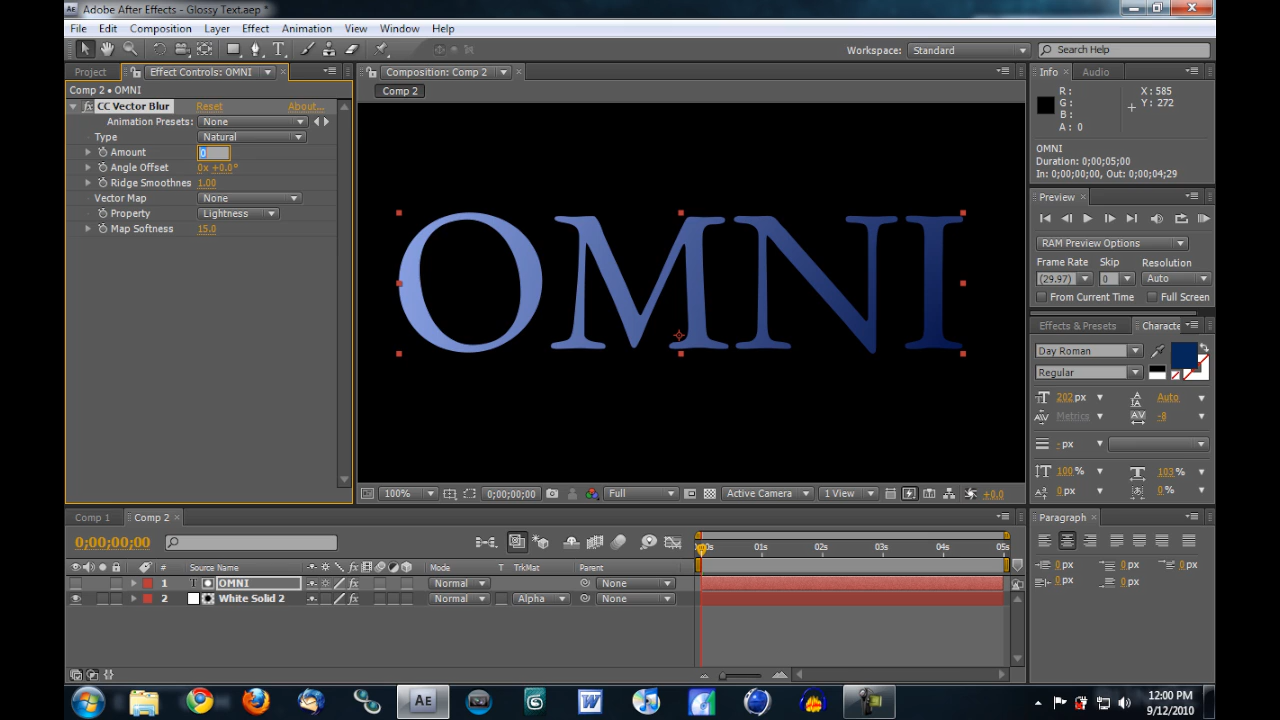 Adobe After Effects - Glossy Text.aep *
File Edit Composition Layer Effect Animation View Window Help
Workspace: Standard Search Help
Project Effect Controls: OMNI Composition: Comp 2 Info Audio
Comp 2 • OMNI
Comp 2
fx CC Vector Blur Reset About...
Animation Presets: None
Type Natural
Amount 0
Angle Offset 0x +0.0°
Ridge Smoothnes 1.00
Vector Map None
Property Lightness
Map Softness 15.0
OMNI
R :
G :
B :
A : 0
X : 585
Y : 272
OMNI
Duration: 0;00;05;00
In: 0;00;00;00, Out: 0;00;04;29
Preview
RAM Preview Options
Frame Rate Skip Resolution
(29.97) 0 Auto
From Current Time Full Screen
Effects & Presets Characte
Day Roman
Regular
202 px Auto
Metrics -8
- px
100 % 103 %
0 px 0 %
100% 0;00;00;00 Full Active Camera 1 View +0.0
Comp 1 Comp 2 Paragraph
0;00;00;00
00s 01s 02s 03s 04s 05s
# Source Name Mode T TrkMat Parent
1 T OMNI Normal None
2 White Solid 2 Normal Alpha None
0 px 0 px 0 px
0 px 0 px
AE W
12:00 PM
9/12/2010